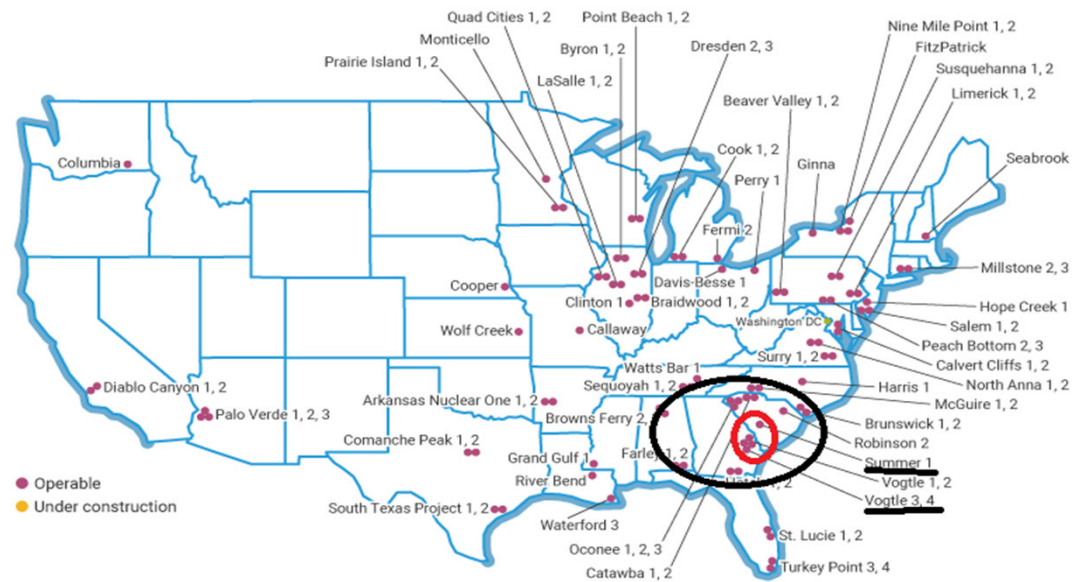 Quad Cities 1, 2
Point Beach 1, 2
Nine Mile Point 1, 2
Monticello
Byron 1, 2
Dresden 2, 3
FitzPatrick
Prairie Island 1, 2
Susquehanna 1, 2
LaSalle 1, 2
Limerick 1, 2
Beaver Valley 1, 2
Cook 1, 2
Ginna
Seabrook
Columbia
Perry 1
Fermi 2
Millstone 2, 3
Davis-Besse 1
Cooper
Clinton 1
Braidwood 1, 2
Hope Creek 1
Wolf Creek
Callaway
Washington DC
Salem 1, 2
Peach Bottom 2, 3
Surry 1, 2
Calvert Cliffs 1, 2
Watts Bar 1
North Anna 1, 2
Diablo Canyon 1, 2
Sequoyah 1, 2
Harris 1
Arkansas Nuclear One 1, 2
McGuire 1, 2
Palo Verde 1, 2, 3
Browns Ferry 2,
Brunswick 1, 2
Comanche Peak 1, 2
Robinson 2
Grand Gulf 1
Farley 1, 2
Summer 1
River Bend
Vogtle 1, 2
Operable
Vogtle 3, 4
Under construction
South Texas Project 1, 2
Waterford 3
St. Lucie 1, 2
Oconee 1, 2, 3
Turkey Point 3, 4
Catawba 1, 2